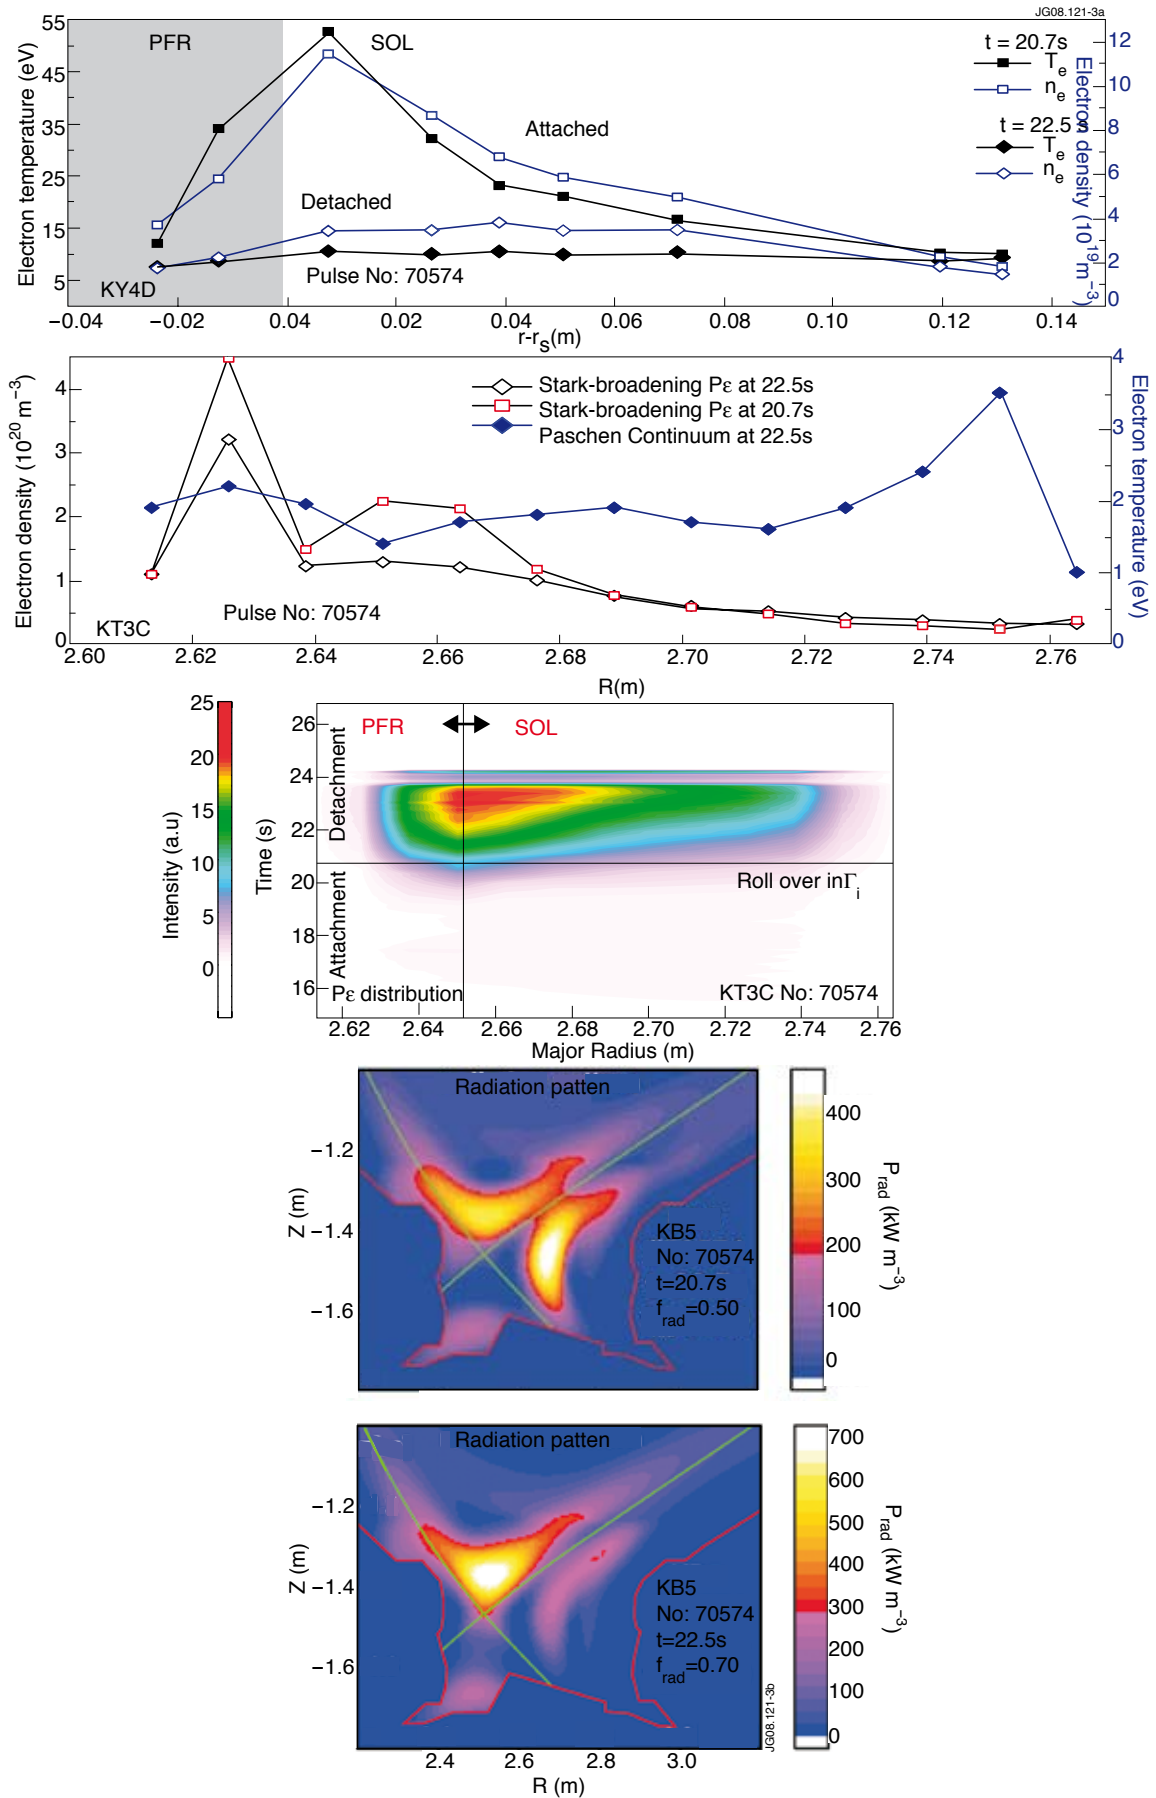 JG08.121-3a
55
45
35
25
15
5
Electron temperature (eV)
PFR
SOL
Attached
Detached
KY4D
Pulse No: 70574
t = 20.7s
Te
ne
t = 22.5 s
Te
ne
12
10
8
6
4
2
0
Electron density (10¹⁹m⁻³)
−0.04
−0.02
0.04
0.02
0.04
0.06
0.08
0.10
0.12
0.14
r-rs(m)
4
3
2
1
0
Electron density (10²⁰ m⁻³)
Stark-broadening Pε at 22.5s
Stark-broadening Pε at 20.7s
Paschen Continuum at 22.5s
Pulse No: 70574
KT3C
4
3
2
1
0
Electron temperature (eV)
2.60
2.62
2.64
2.66
2.68
2.70
2.72
2.74
2.76
R(m)
25
20
15
10
5
0
Intensity (a.u)
26
24
22
20
18
16
Time (s)
Detachment
Attachment
PFR
SOL
Roll over inΓi
Pε distribution
KT3C No: 70574
2.62
2.64
2.66
2.68
2.70
2.72
2.74
2.76
Major Radius (m)
Radiation patten
−1.2
−1.4
−1.6
Z (m)
KB5
No: 70574
t=20.7s
frad=0.50
400
300
200
100
0
Prad (kW m⁻³)
Radiation patten
−1.2
−1.4
−1.6
Z (m)
KB5
No: 70574
t=22.5s
frad=0.70
JG08.121-3b
700
600
500
400
300
200
100
0
Prad (kW m⁻³)
2.4
2.6
2.8
3.0
R (m)